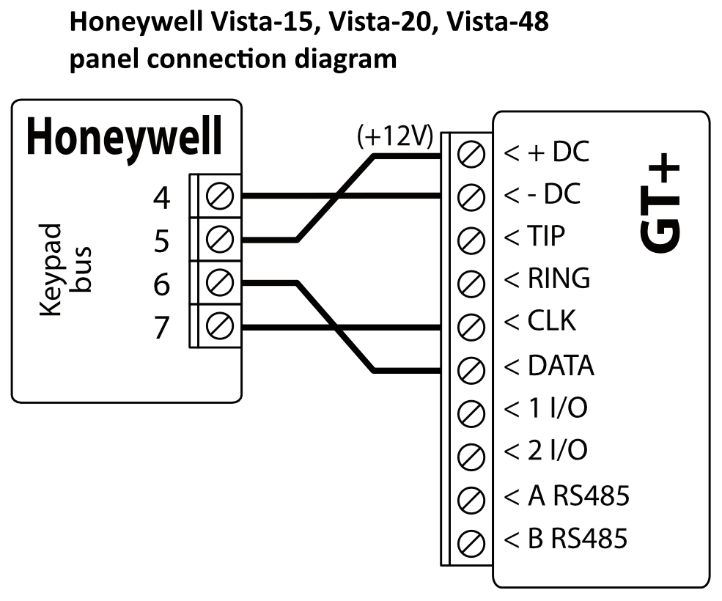 Honeywell Vista-15, Vista-20, Vista-48
panel connection diagram
Honeywell
Keypad
bus
4
5
6
7
(+12V)
< + DC
< - DC
< TIP
< RING
< CLK
< DATA
< 1 I/O
< 2 I/O
< A RS485
< B RS485
GT+